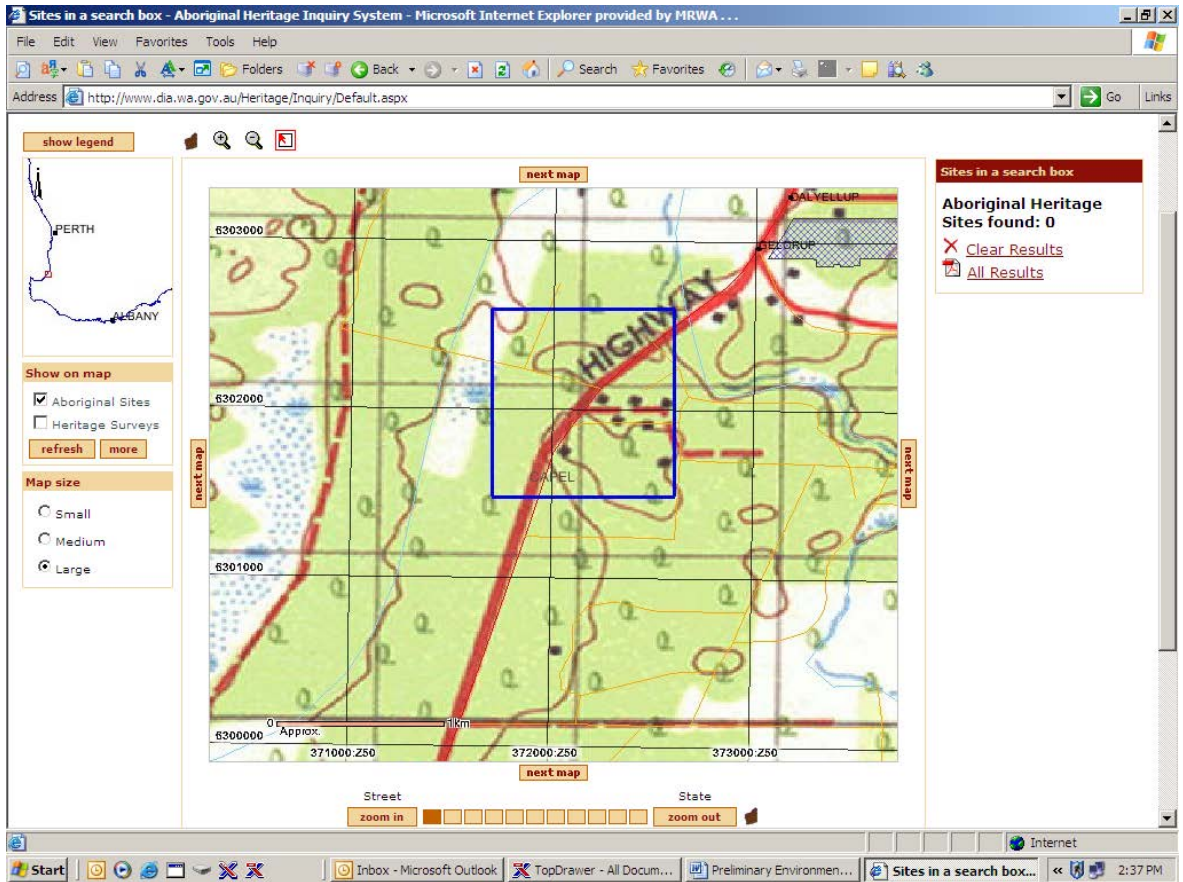 Sites in a search box - Aboriginal Heritage Inquiry System - Microsoft Internet Explorer provided by MRWA . . .
File Edit View Favorites Tools Help
Folders Back Search Favorites
Address http://www.dia.wa.gov.au/Heritage/Inquiry/Default.aspx Go Links
show legend
PERTH
ALBANY
Show on map
Aboriginal Sites
Heritage Surveys
refresh more
Map size
Small
Medium
Large
next map
next map
DALYELLUP
6303000
GELORUP
HIGHWAY
6302000
CAPEL
6301000
0 1km
Approx.
6300000
371000:Z50 372000:Z50 373000:Z50
next map
next map
Street State
zoom in zoom out
Sites in a search box
Aboriginal Heritage
Sites found: 0
Clear Results
All Results
Internet
Start Inbox - Microsoft Outlook TopDrawer - All Docum... Preliminary Environmen... Sites in a search box... « 2:37 PM